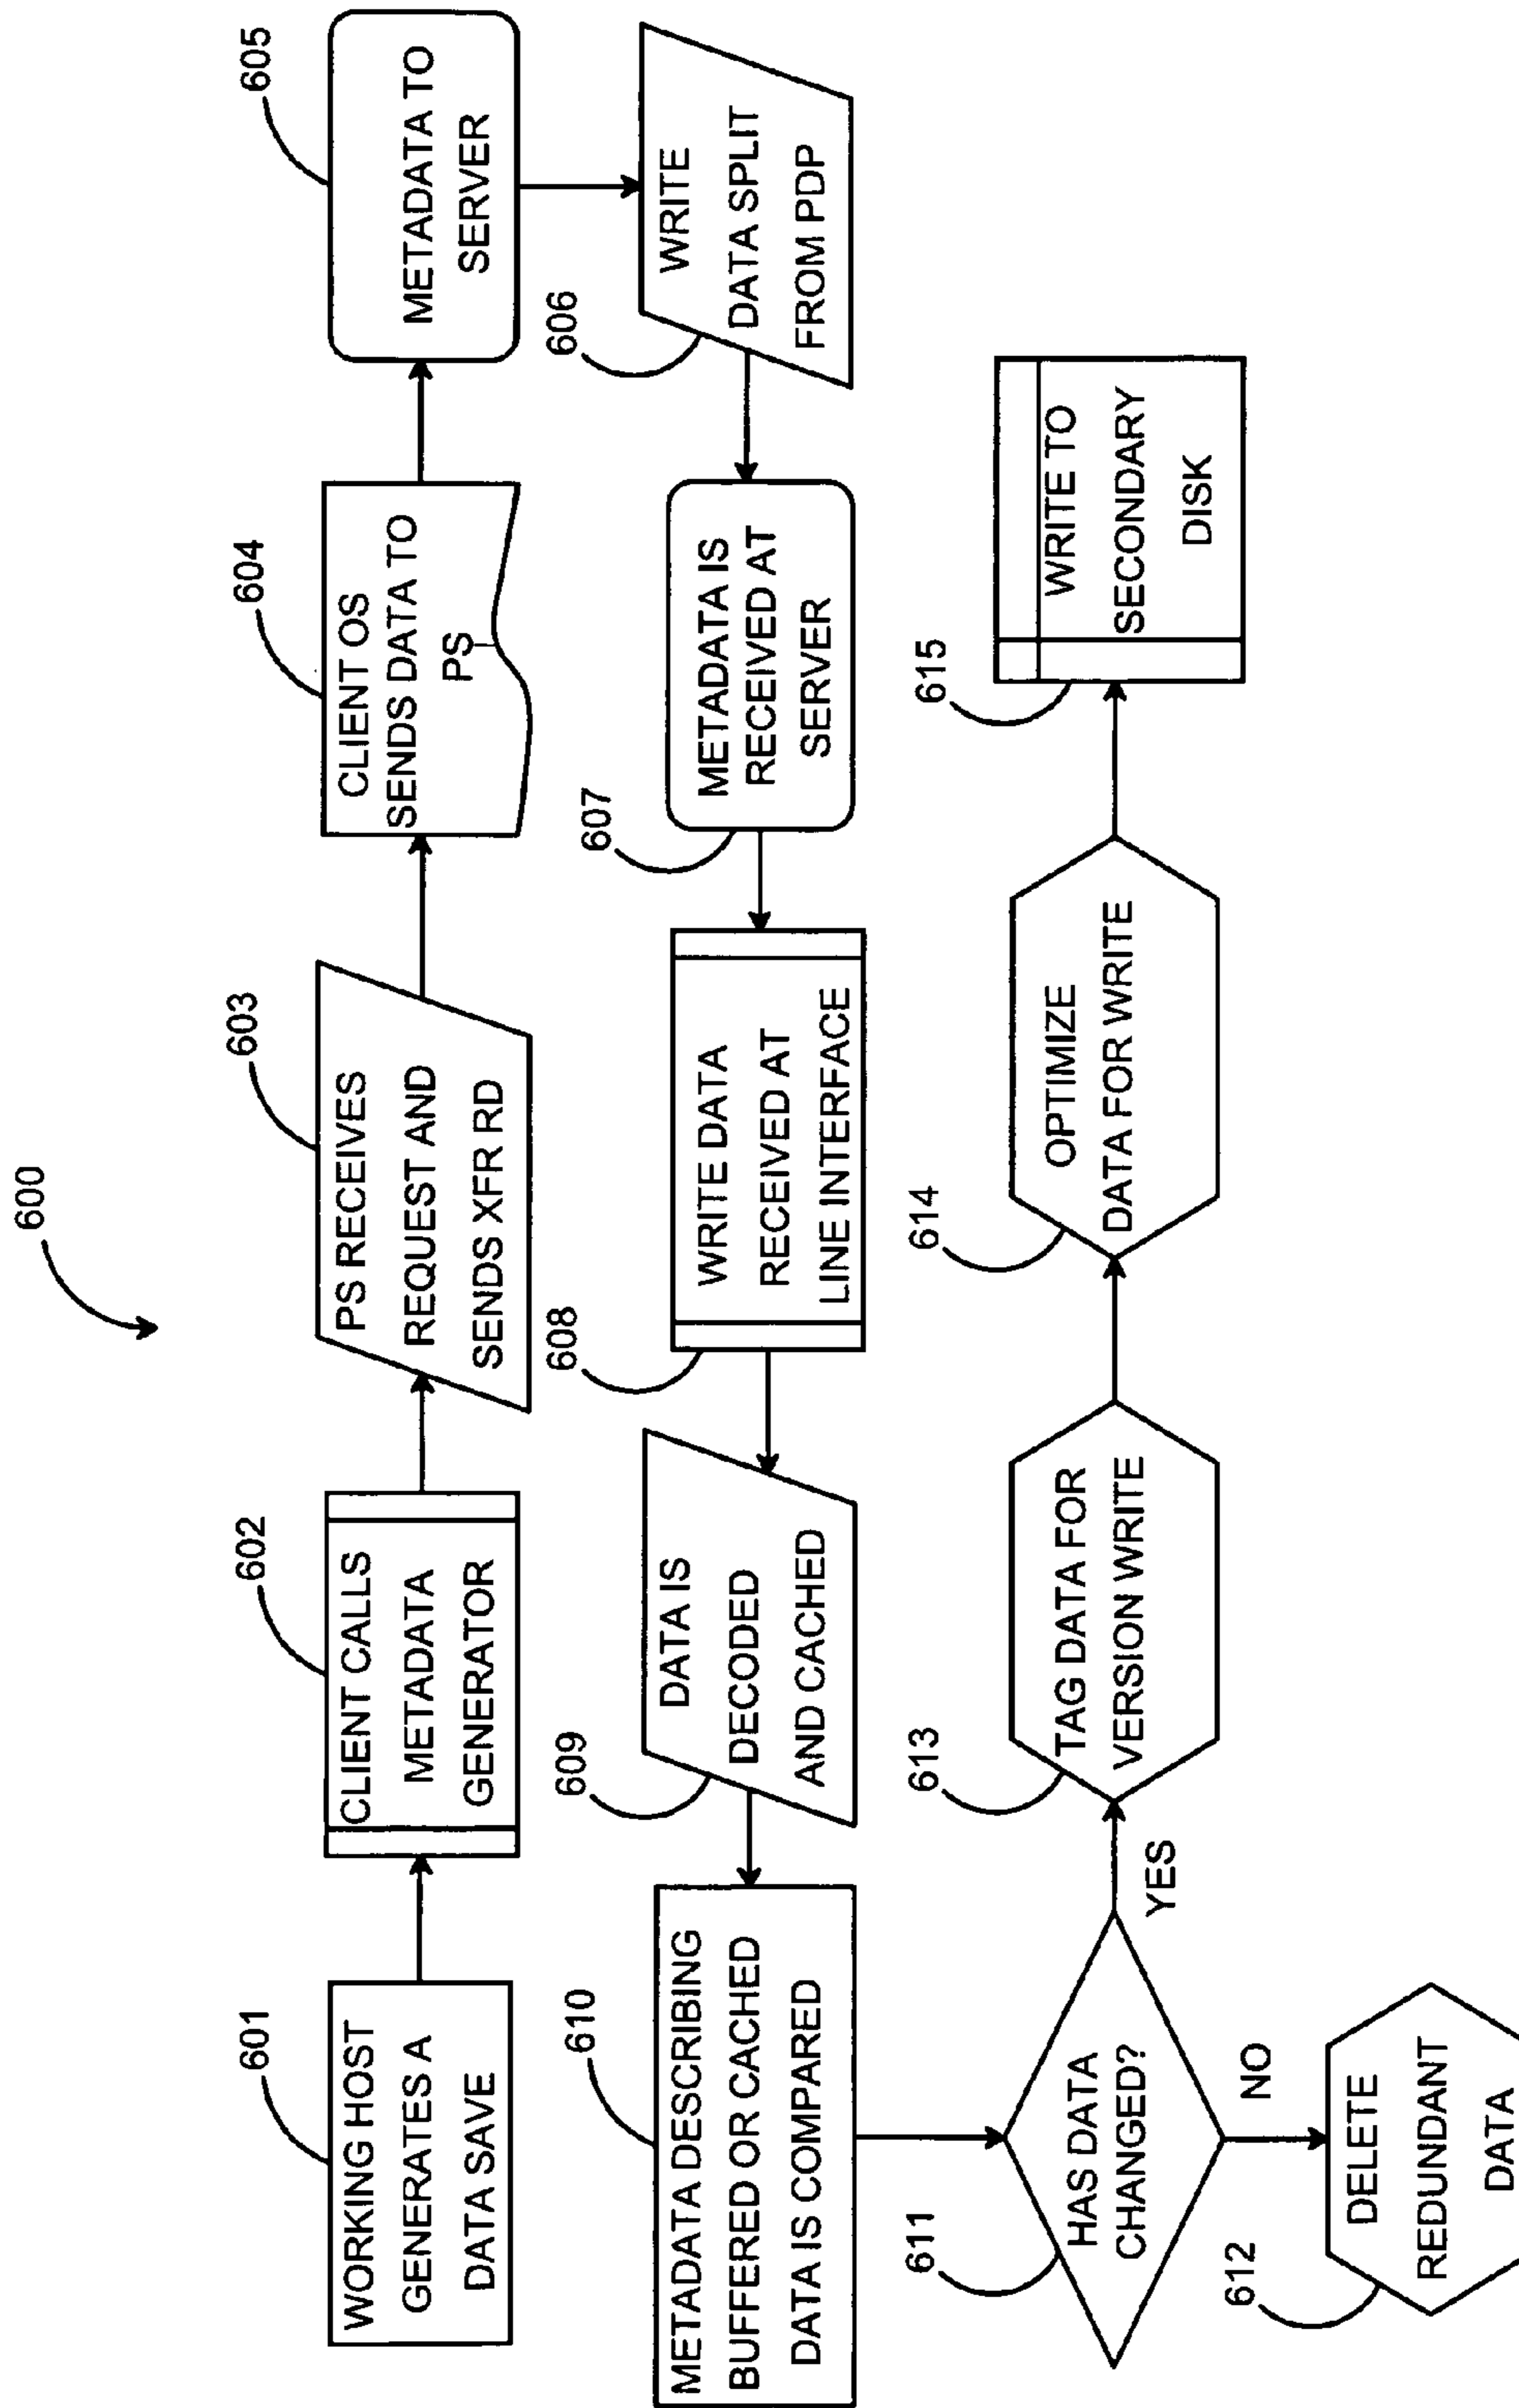 600
601
WORKING HOST
GENERATES A
DATA SAVE
602
CLIENT CALLS
METADATA
GENERATOR
603
PS RECEIVES
REQUEST AND
SENDS XFR RD
604
CLIENT OS
SENDS DATA TO
PS
605
METADATA TO
SERVER
606
WRITE
DATA SPLIT
FROM PDP
607
METADATA IS
RECEIVED AT
SERVER
608
WRITE DATA
RECEIVED AT
LINE INTERFACE
609
DATA IS
DECODED
AND CACHED
610
METADATA DESCRIBING
BUFFERED OR CACHED
DATA IS COMPARED
611
HAS DATA
CHANGED?
NO
YES
612
DELETE
REDUNDANT
DATA
613
TAG DATA FOR
VERSION WRITE
614
OPTIMIZE
DATA FOR WRITE
615
WRITE TO
SECONDARY
DISK